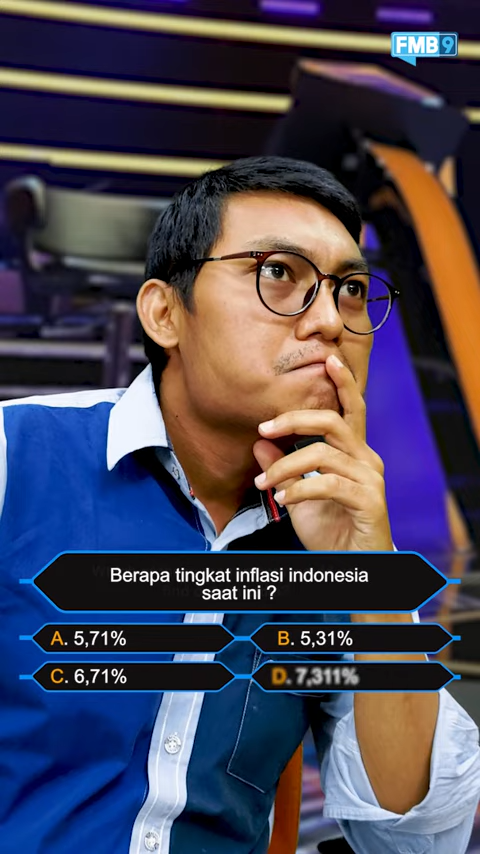 FMB9
Berapa tingkat inflasi indonesia
saat ini ?
A. 5,71%
B. 5,31%
C. 6,71%
D. 7,311%